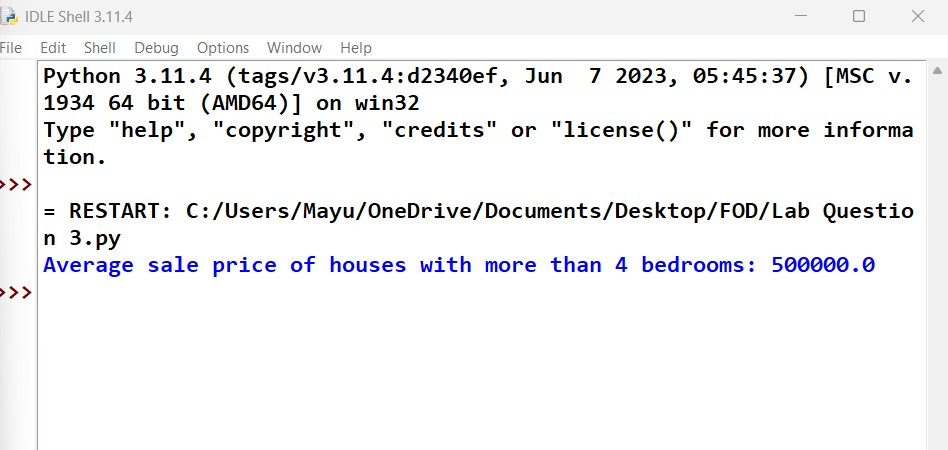 IDLE Shell 3.11.4
File Edit Shell Debug Options Window Help
Python 3.11.4 (tags/v3.11.4:d2340ef, Jun  7 2023, 05:45:37) [MSC v.
1934 64 bit (AMD64)] on win32
Type "help", "copyright", "credits" or "license()" for more informa
tion.
>>>
= RESTART: C:/Users/Mayu/OneDrive/Documents/Desktop/FOD/Lab Questio
n 3.py
Average sale price of houses with more than 4 bedrooms: 500000.0
>>>